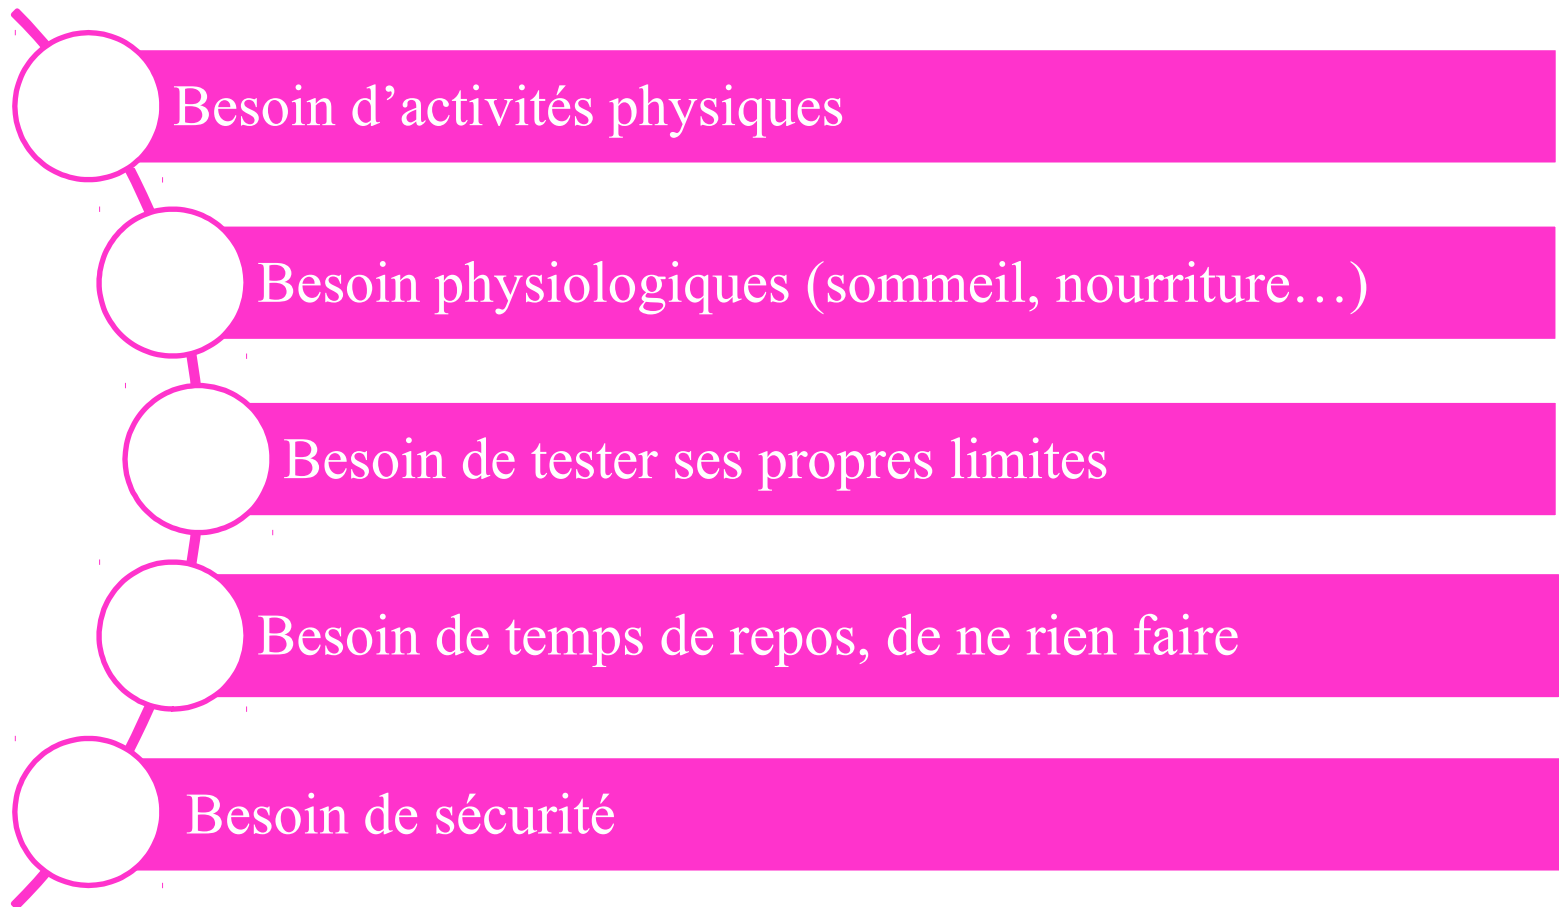 Besoin d’activités physiques
Besoin physiologiques (sommeil, nourriture…)
Besoin de tester ses propres limites
Besoin de temps de repos, de ne rien faire
Besoin de sécurité